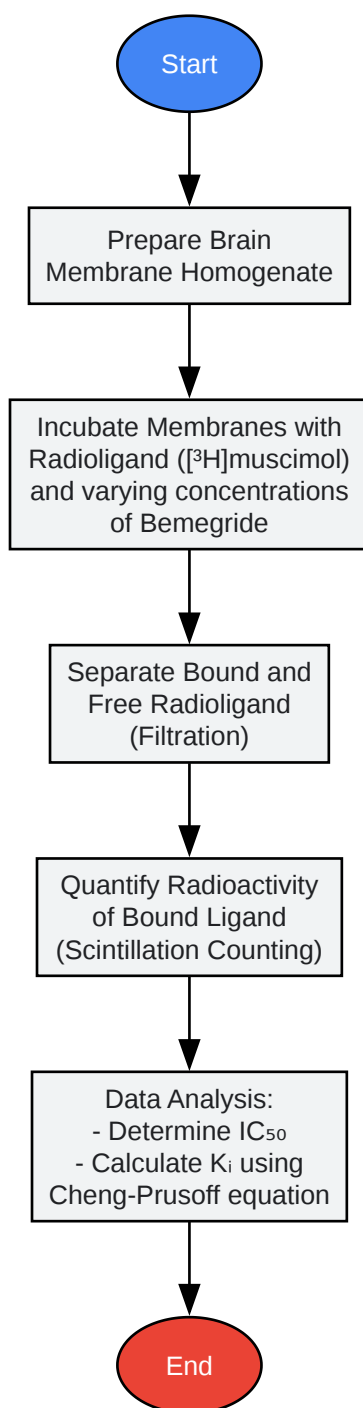 Start
Prepare Brain
Membrane Homogenate
Incubate Membranes with
Radioligand ([³H]muscimol)
and varying concentrations
of Bemegride
Separate Bound and
Free Radioligand
(Filtration)
Quantify Radioactivity
of Bound Ligand
(Scintillation Counting)
Data Analysis:
- Determine IC₅₀
- Calculate Kᵢ using
Cheng-Prusoff equation
End